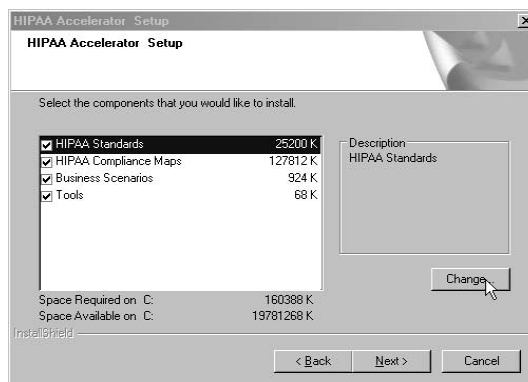 HIPAA Accelerator Setup
HIPAA Accelerator Setup
Select the components that you would like to install.
HIPAA Standards 25200 K
HIPAA Compliance Maps 127812 K
Business Scenarios 924 K
Tools 68 K
Description
HIPAA Standards
Change...
Space Required on C: 160388 K
Space Available on C: 19781268 K
InstallShield
< Back
Next >
Cancel